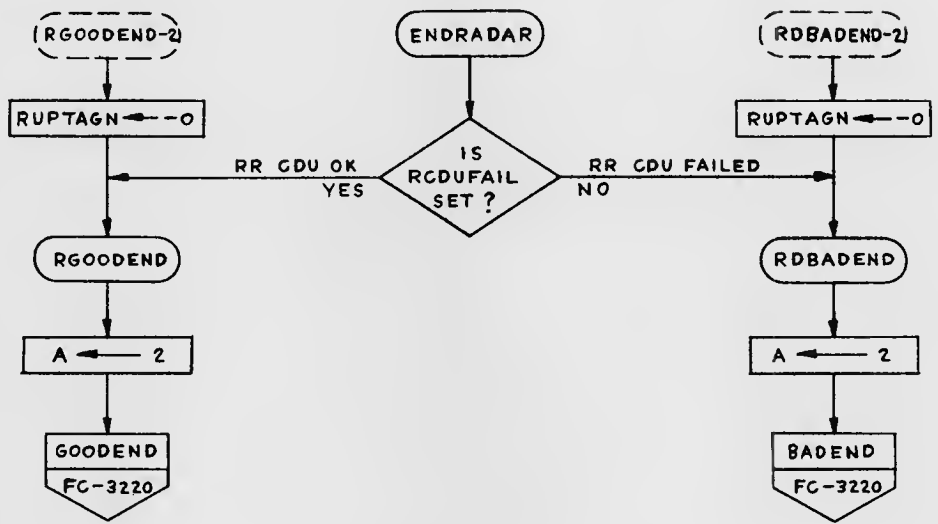 RGOODEND-2
ENDRADAR
RDBADEND-2
RUPTAGN ← -0
RUPTAGN ← -0
IS
RCDUFAIL
SET?
RR CDU OK
YES
RR CDU FAILED
NO
RGOODEND
RDBADEND
A ← 2
A ← 2
GOODEND
FC-3220
BADEND
FC-3220